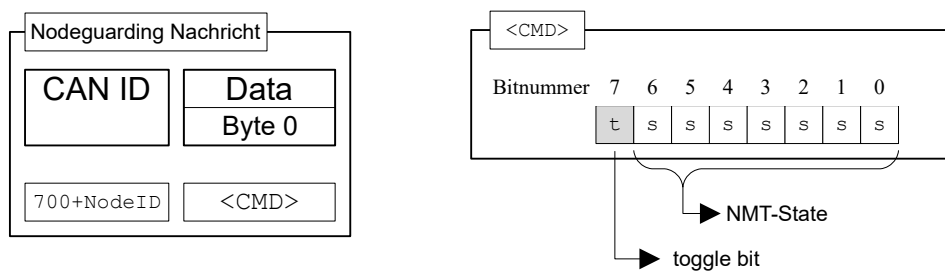 Nodeguarding Nachricht
CAN ID
Data
Byte 0
700+NodeID
<CMD>
<CMD>
Bitnummer 7 6 5 4 3 2 1 0
t s s s s s s s
NMT-State
toggle bit